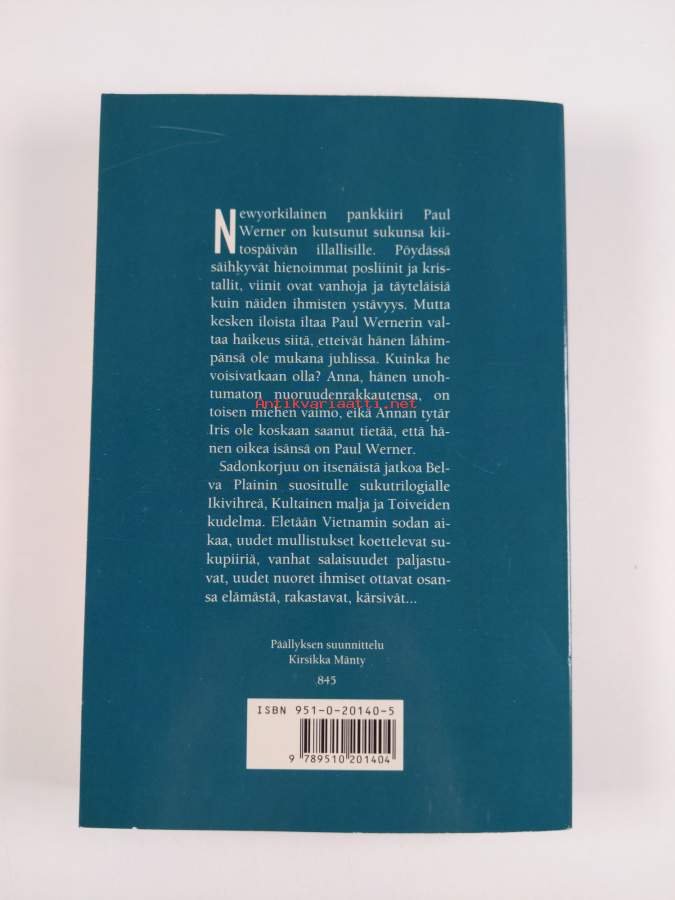 Newyorkilainen pankkiiri Paul
Werner on kutsunut sukunsa kii-
tospäivän illallisille. Pöydässä
säihkyvät hienoimmat posliinit ja kris-
tallit, viinit ovat vanhoja ja täyteläisiä
kuin näiden ihmisten ystävyys. Mutta
kesken iloista iltaa Paul Wernerin val-
taa haikeus siitä, etteivät hänen lähim-
pänsä ole mukana juhlissa. Kuinka he
voisivatkaan olla? Anna, hänen unoh-
tumaton nuoruudenrakkautensa, on
Antikvariaatti.net
toisen miehen vaimo, eikä Annan tytär
Iris ole koskaan saanut tietää, että hä-
nen oikea isänsä on Paul Werner.
Sadonkorjuu on itsenäistä jatkoa Bel-
va Plainin suositulle sukutrilogialle
Ikivihreä, Kultainen malja ja Toiveiden
kudelma. Eletään Vietnamin sodan ai-
kaa, uudet mullistukset koettelevat su-
kupiiriä, vanhat salaisuudet paljastu-
vat, uudet nuoret ihmiset ottavat osan-
sa elämästä, rakastavat, kärsivät...
Päällyksen suunnittelu
Kirsikka Mänty
845
ISBN 951-0-20140-5
9 789510 201404